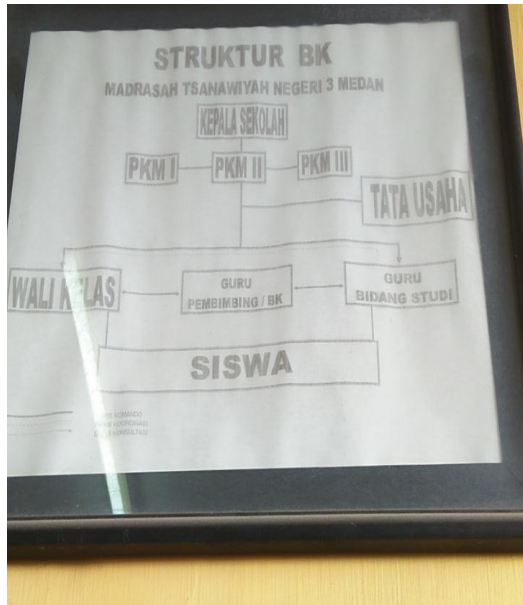 STRUKTUR BK
MADRASAH TSANAWIYAH NEGERI 3 MEDAN
KEPALA SEKOLAH
PKM I PKM II PKM III
TATA USAHA
WALI KELAS
GURU
PEMBIMBING / BK
GURU
BIDANG STUDI
SISWA
KOMANDO